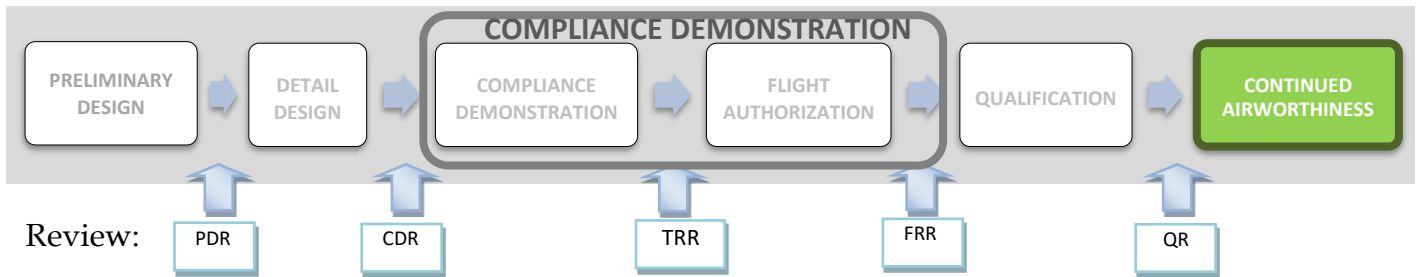 COMPLIANCE DEMONSTRATION
PRELIMINARY
DESIGN
DETAIL
DESIGN
COMPLIANCE
DEMONSTRATION
FLIGHT
AUTHORIZATION
QUALIFICATION
CONTINUED
AIRWORTHINESS
Review:
PDR
CDR
TRR
FRR
QR